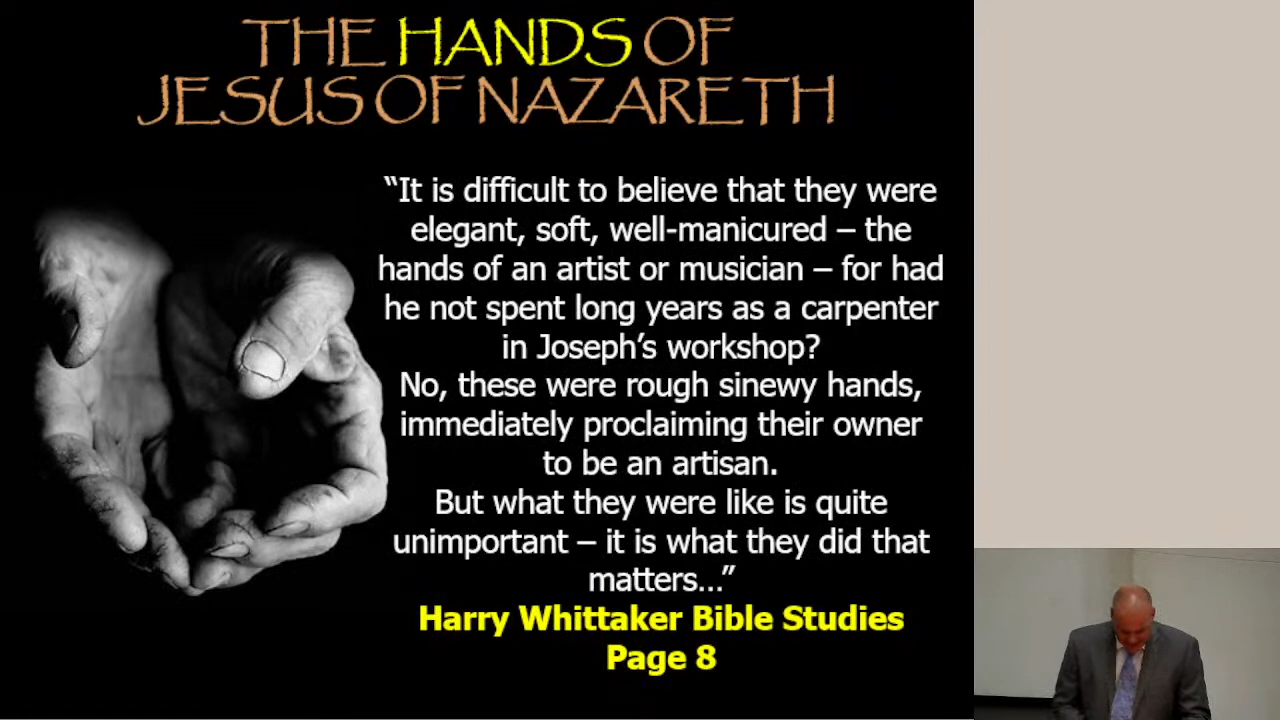 THE HANDS OF
JESUS OF NAZARETH
“It is difficult to believe that they were
elegant, soft, well-manicured – the
hands of an artist or musician – for had
he not spent long years as a carpenter
in Joseph’s workshop?
No, these were rough sinewy hands,
immediately proclaiming their owner
to be an artisan.
But what they were like is quite
unimportant – it is what they did that
matters...”
Harry Whittaker Bible Studies
Page 8